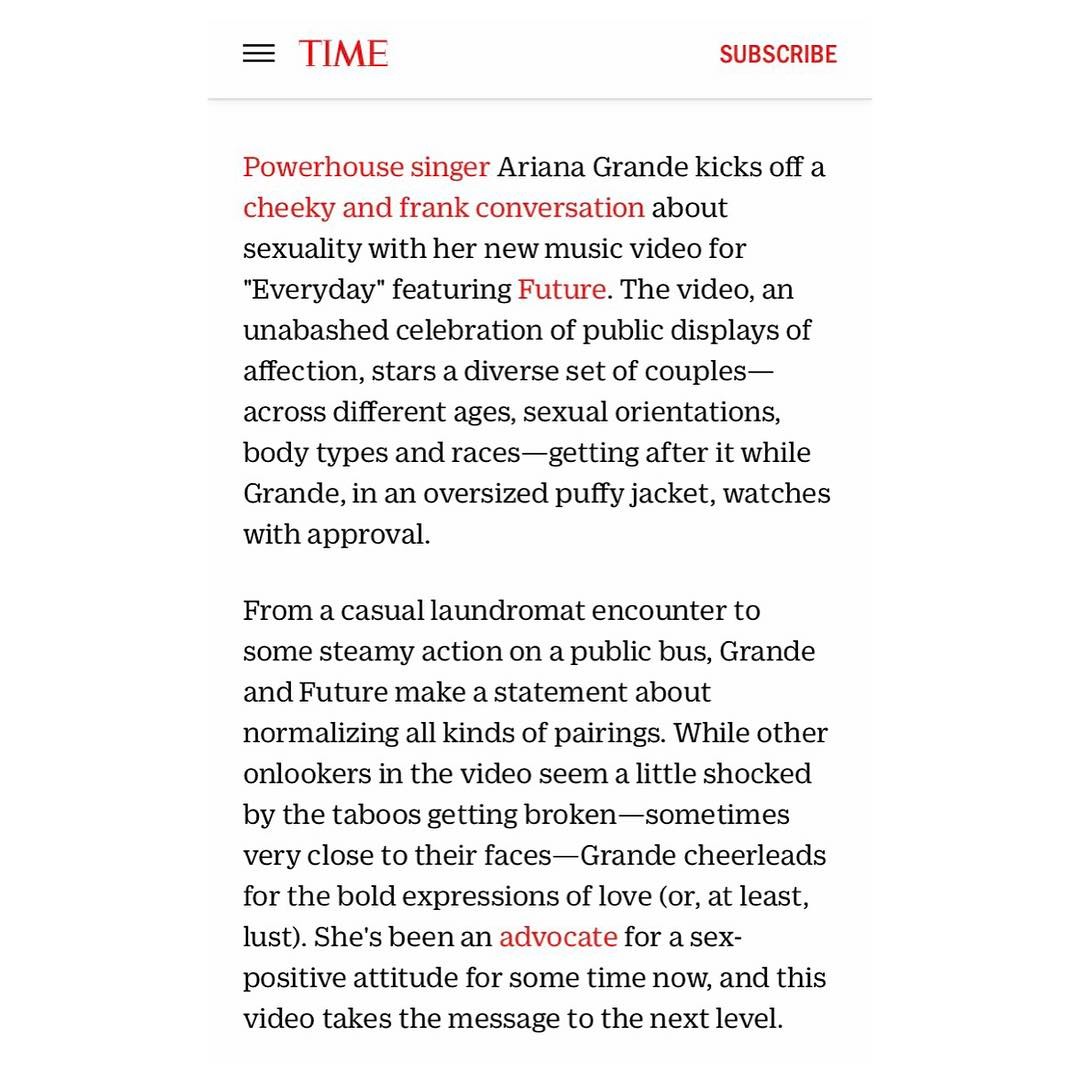 TIME
SUBSCRIBE
Powerhouse singer Ariana Grande kicks off a
cheeky and frank conversation about
sexuality with her new music video for
"Everyday" featuring Future. The video, an
unabashed celebration of public displays of
affection, stars a diverse set of couples—
across different ages, sexual orientations,
body types and races—getting after it while
Grande, in an oversized puffy jacket, watches
with approval.
From a casual laundromat encounter to
some steamy action on a public bus, Grande
and Future make a statement about
normalizing all kinds of pairings. While other
onlookers in the video seem a little shocked
by the taboos getting broken—sometimes
very close to their faces—Grande cheerleads
for the bold expressions of love (or, at least,
lust). She's been an advocate for a sex-
positive attitude for some time now, and this
video takes the message to the next level.